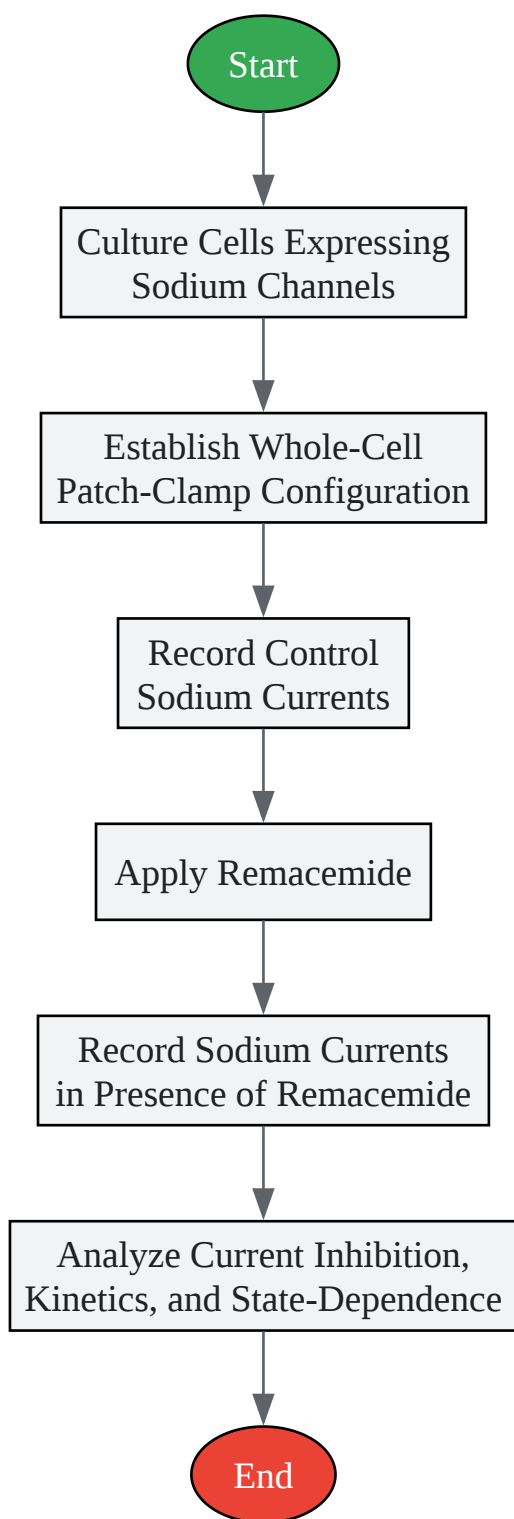 Start
Culture Cells Expressing
Sodium Channels
Establish Whole-Cell
Patch-Clamp Configuration
Record Control
Sodium Currents
Apply Remacemide
Record Sodium Currents
in Presence of Remacemide
Analyze Current Inhibition,
Kinetics, and State-Dependence
End